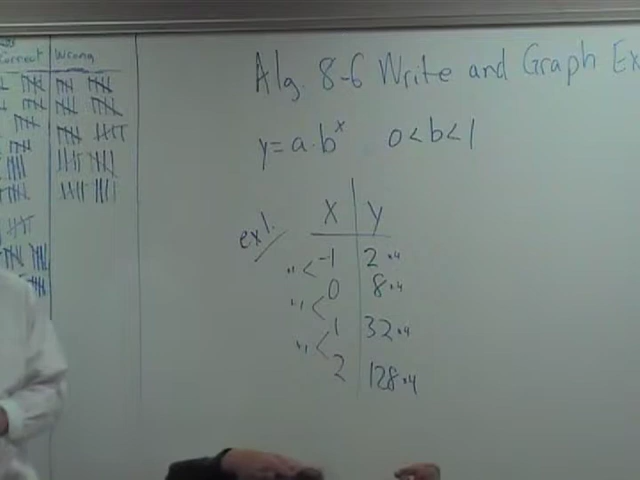 Correct Wrong
Alg. 8-6 Write and Graph Ex
y = a·b^x 0<b<1
ex1.
X Y
-1 2 ·4
0 8 ·4
1 32 ·4
2 128 ·4